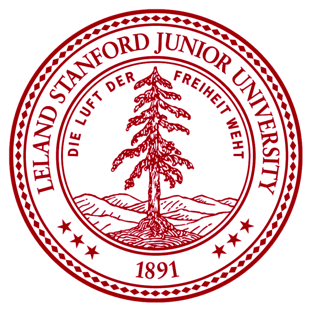 LELAND STANFORD JUNIOR UNIVERSITY
DIE LUFT DER FREIHEIT WEHT
1891